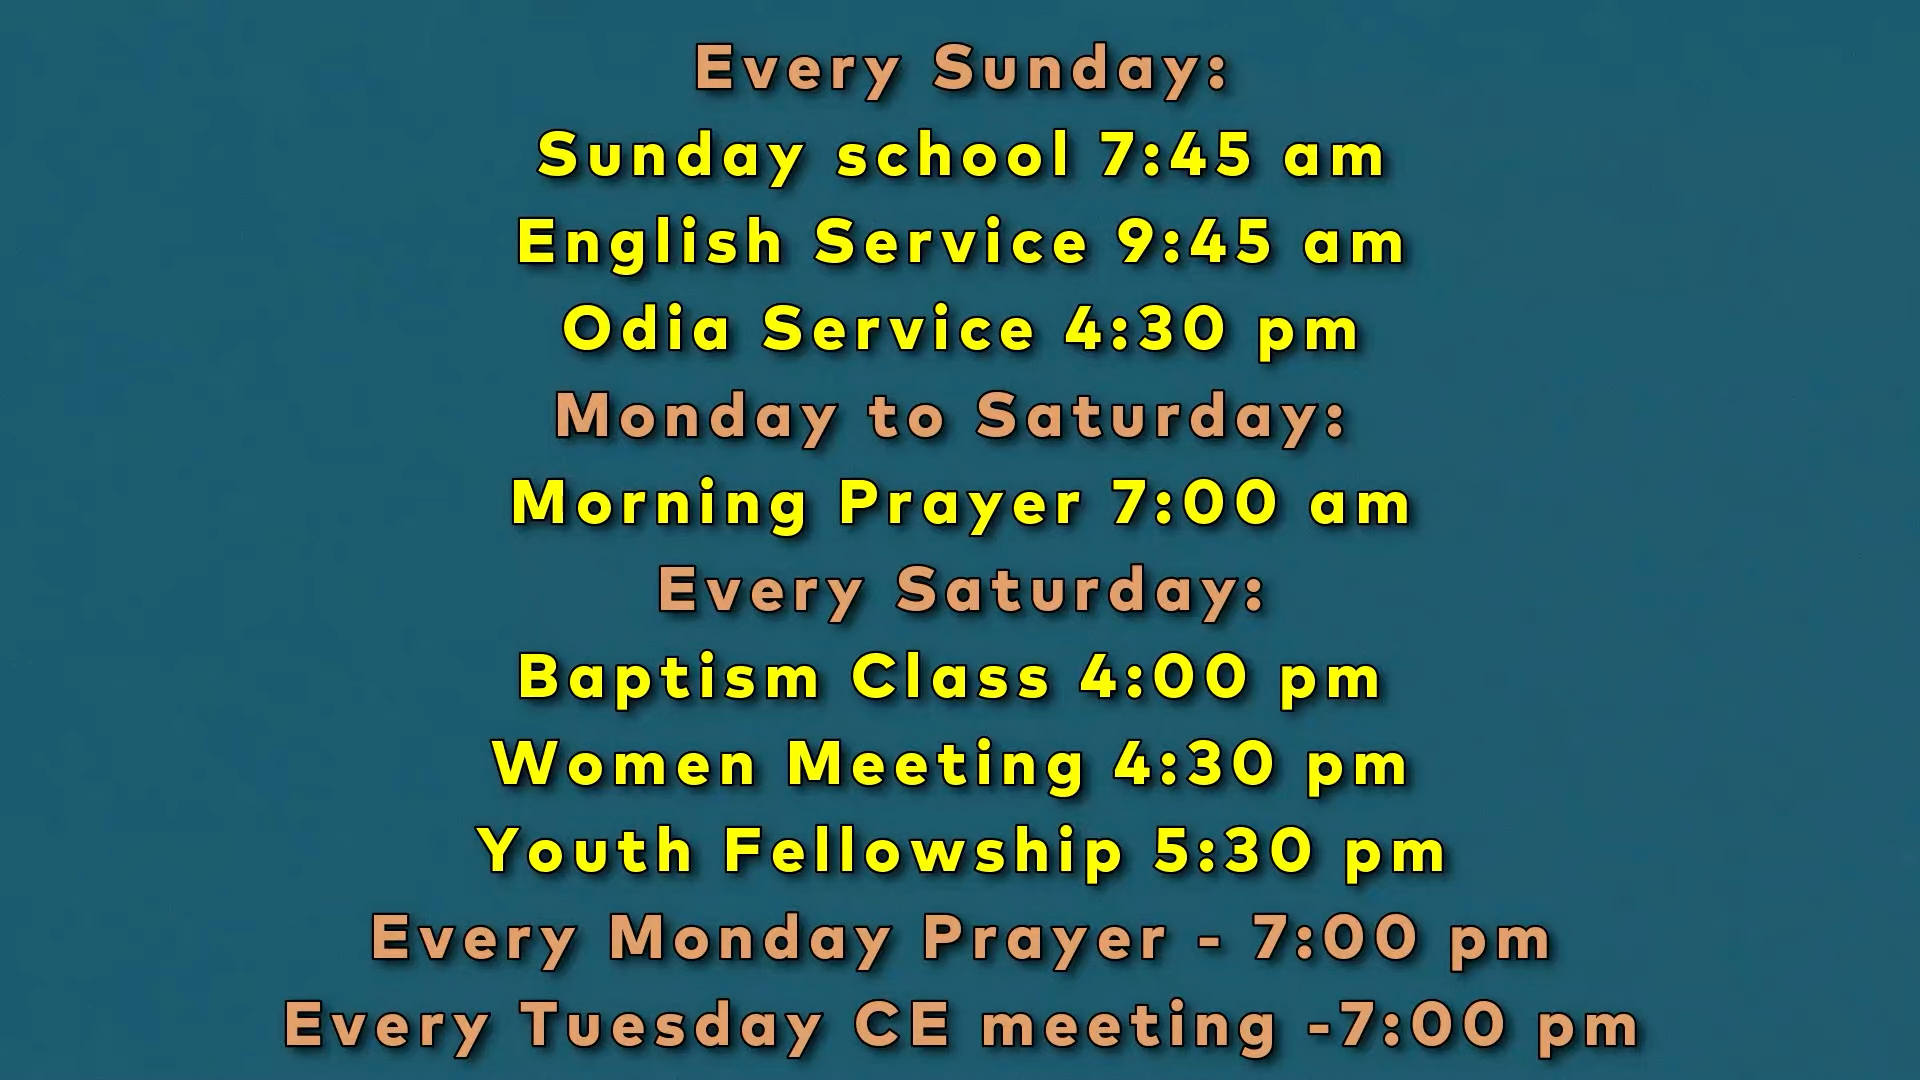 Every Sunday:
Sunday school 7:45 am
English Service 9:45 am
Odia Service 4:30 pm
Monday to Saturday:
Morning Prayer 7:00 am
Every Saturday:
Baptism Class 4:00 pm
Women Meeting 4:30 pm
Youth Fellowship 5:30 pm
Every Monday Prayer - 7:00 pm
Every Tuesday CE meeting -7:00 pm